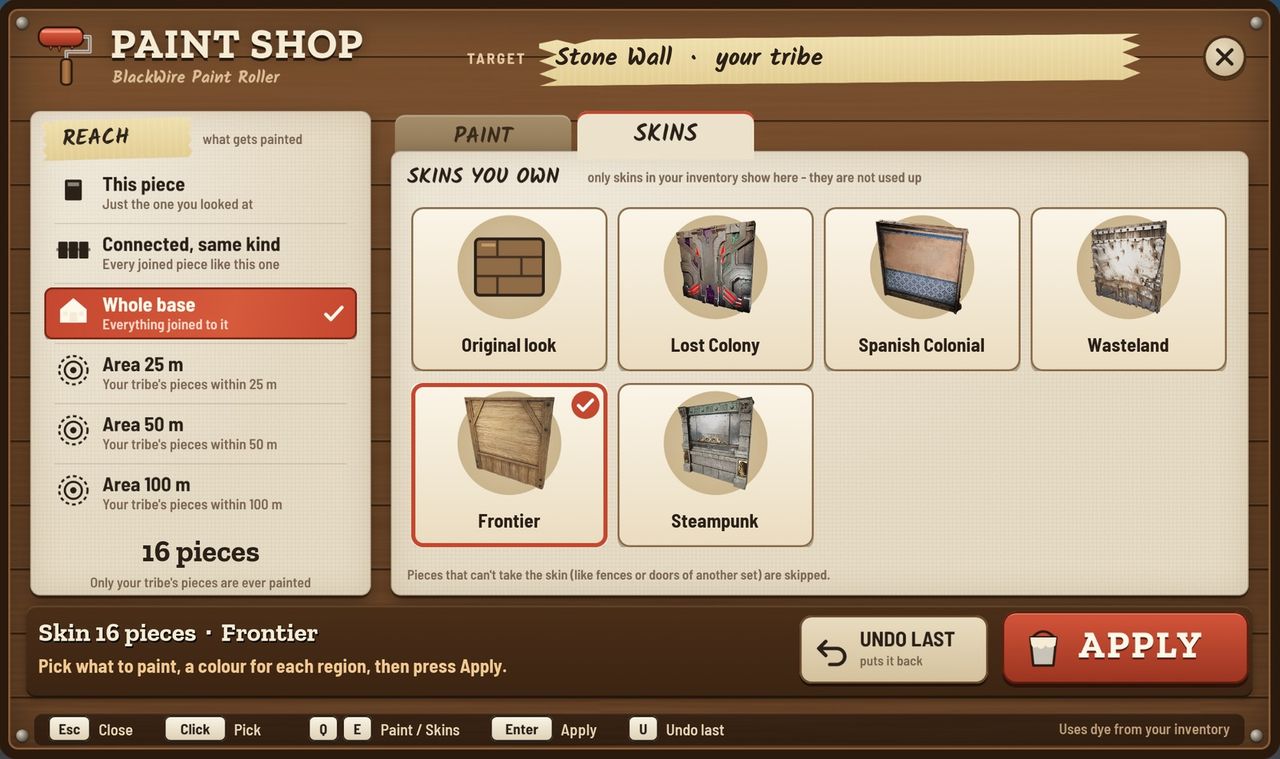 PAINT SHOP
BlackWire Paint Roller
TARGET
Stone Wall · your tribe
REACH
what gets painted
This piece
Just the one you looked at
Connected, same kind
Every joined piece like this one
Whole base
Everything joined to it
Area 25 m
Your tribe's pieces within 25 m
Area 50 m
Your tribe's pieces within 50 m
Area 100 m
Your tribe's pieces within 100 m
16 pieces
Only your tribe's pieces are ever painted
PAINT
SKINS
SKINS YOU OWN
only skins in your inventory show here - they are not used up
Original look
Lost Colony
Spanish Colonial
Wasteland
Frontier
Steampunk
Pieces that can't take the skin (like fences or doors of another set) are skipped.
Skin 16 pieces · Frontier
Pick what to paint, a colour for each region, then press Apply.
UNDO LAST
puts it back
APPLY
Esc Close
Click Pick
Q E Paint / Skins
Enter Apply
U Undo last
Uses dye from your inventory